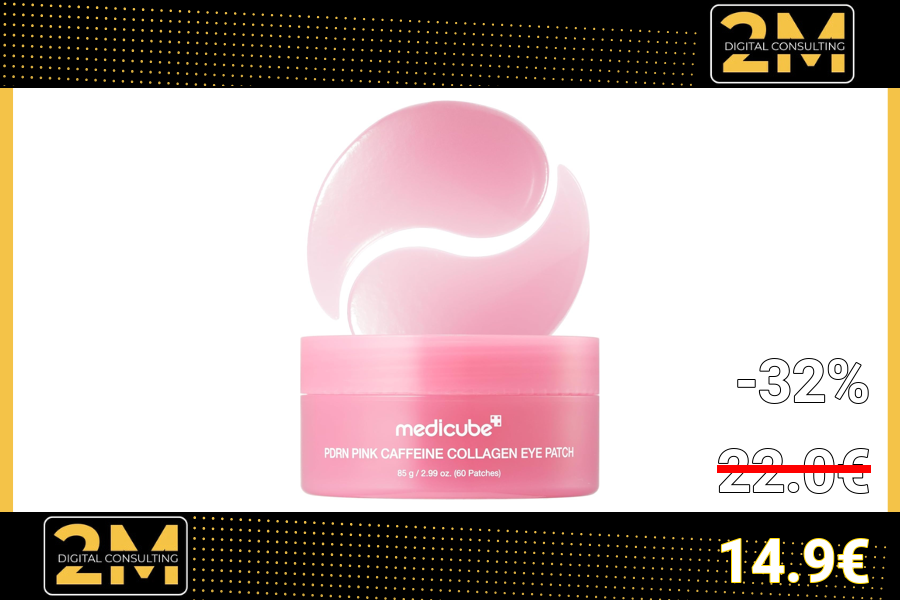 2M
DIGITAL CONSULTING
medicube
PDRN PINK CAFFEINE COLLAGEN EYE PATCH
85 g / 2.99 oz. (60 Patches)
-32%
22.0€
2M
DIGITAL CONSULTING
14.9€